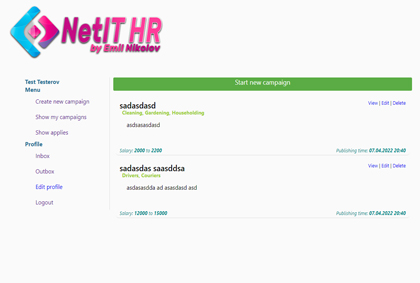 NetIT HR
by Emil Nikolov
Test Testerov
Menu
Create new campaign
Show my campaigns
Show applies
Profile
Inbox
Outbox
Edit profile
Logout
Start new campaign
sadasdasd
View | Edit | Delete
Cleaning, Gardening, Householding
asdsasasdasd
Salary: 2000 to 2200
Publishing time: 07.04.2022 20:40
sadasdas saasddsa
View | Edit | Delete
Drivers, Couriers
asdasasdda ad asasdasd asd
Salary: 12000 to 15000
Publishing time: 07.04.2022 20:40